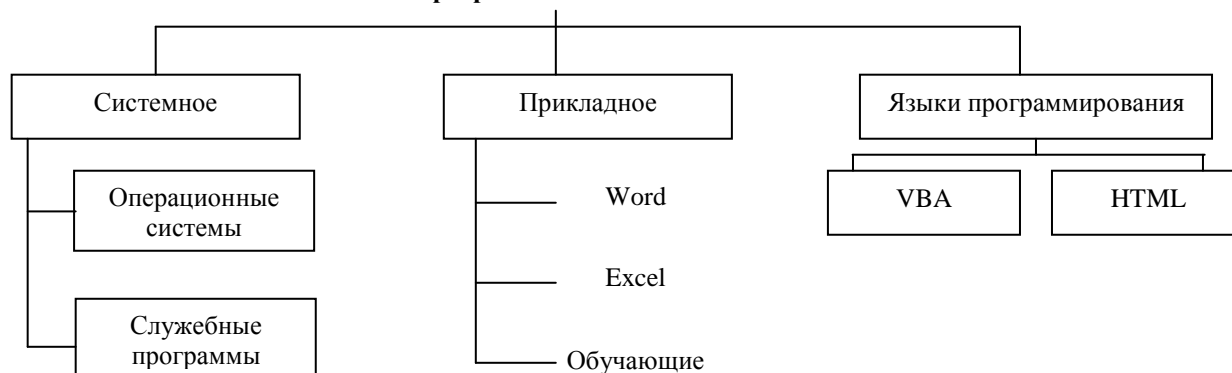 Системное
Прикладное
Языки программирования
Операционные
системы
Служебные
программы
Word
Excel
Обучающие
VBA
HTML